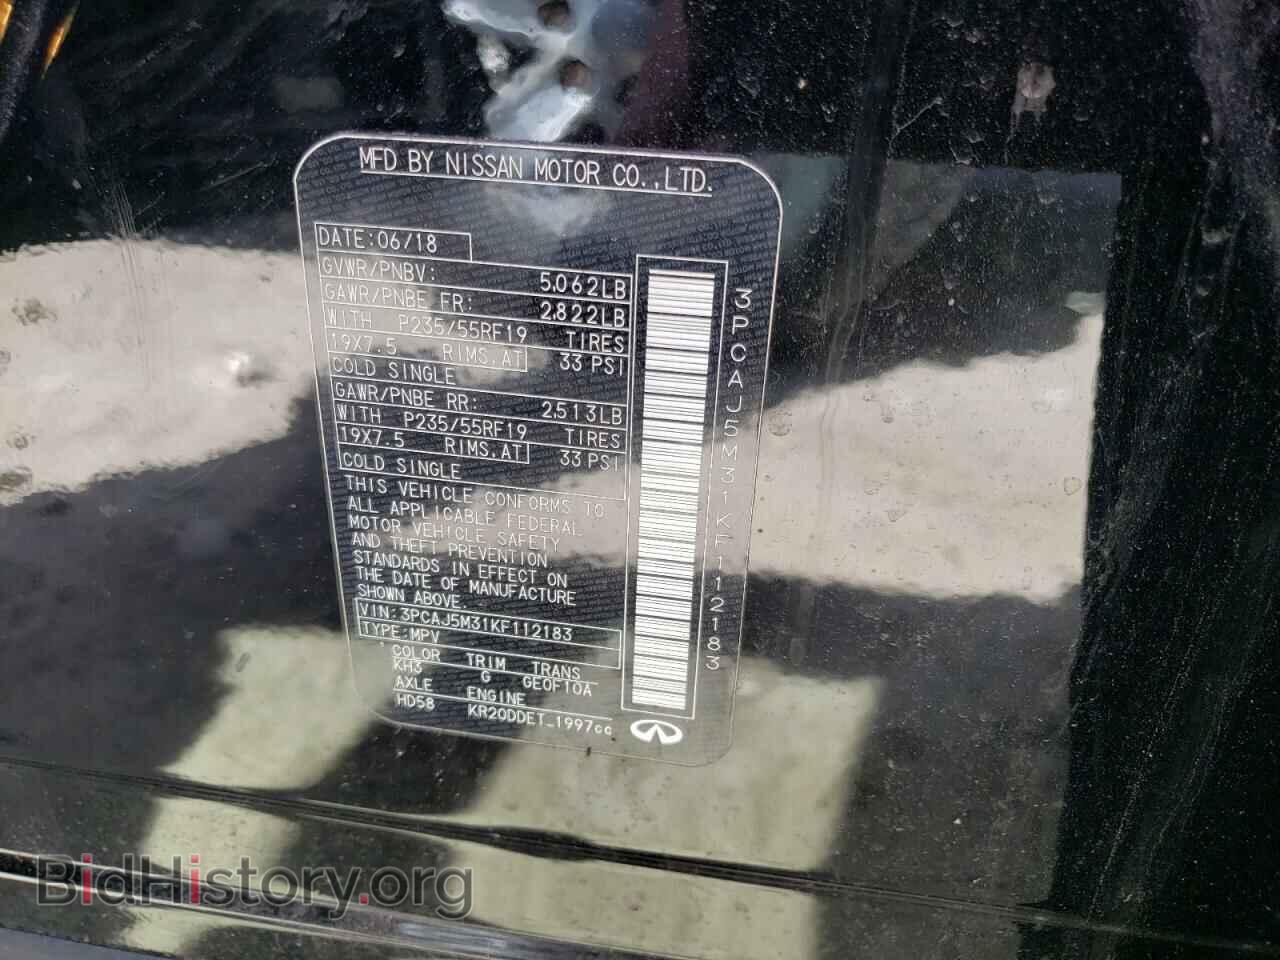 MFD BY NISSAN MOTOR CO.,LTD.
DATE:06/18
GVWR/PNBV: 5.062LB
GAWR/PNBE FR: 2.822LB
WITH P235/55RF19 TIRES
19X7.5 RIMS.AT 33 PSI
COLD SINGLE
GAWR/PNBE RR: 2.513LB
WITH P235/55RF19 TIRES
19X7.5 RIMS.AT 33 PSI
COLD SINGLE
THIS VEHICLE CONFORMS TO
ALL APPLICABLE FEDERAL
MOTOR VEHICLE SAFETY
AND THEFT PREVENTION
STANDARDS IN EFFECT ON
THE DATE OF MANUFACTURE
SHOWN ABOVE.
VIN:3PCAJ5M31KF112183
TYPE:MPV
COLOR TRIM TRANS
KH3 G GE0F10A
AXLE ENGINE
HD58 KR20DDET_1997cc
3PCAJ5M31KF112183
BidHistory.org